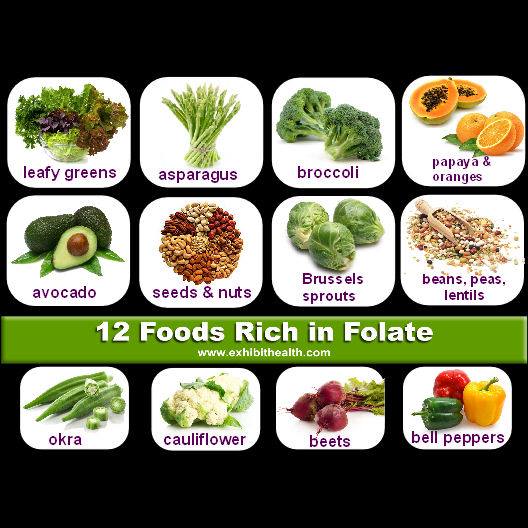 leafy greens
asparagus
broccoli
papaya &
oranges
avocado
seeds & nuts
Brussels
sprouts
beans, peas,
lentils
12 Foods Rich in Folate
www.exhibithealth.com
okra
cauliflower
beets
bell peppers